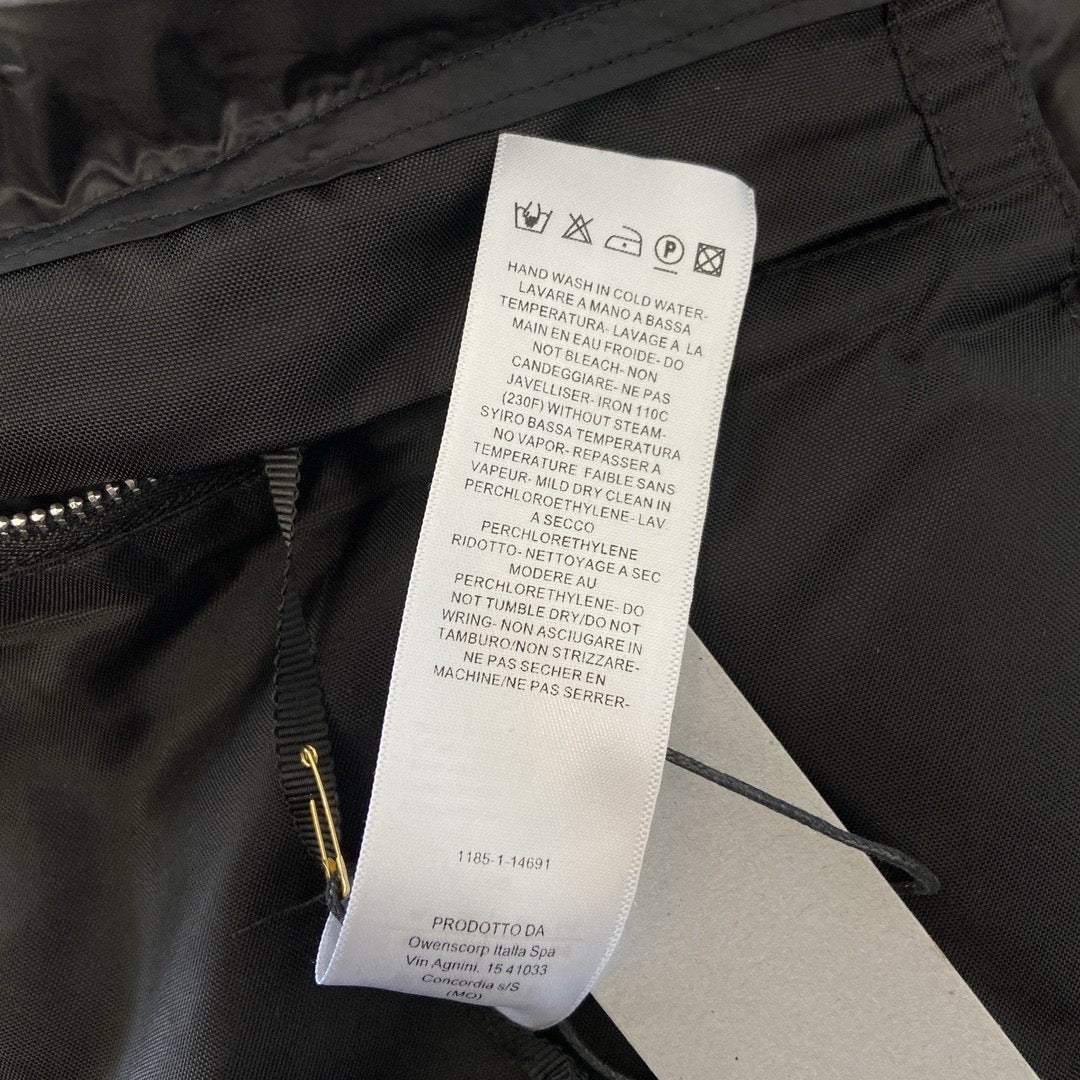 P
HAND WASH IN COLD WATER-
LAVARE A MANO A BASSA
TEMPERATURA- LAVAGE A LA
MAIN EN EAU FROIDE- DO
NOT BLEACH- NON
CANDEGGIARE- NE PAS
JAVELLISER- IRON 110C
(230F) WITHOUT STEAM-
SYIRO BASSA TEMPERATURA
NO VAPOR- REPASSER A
TEMPERATURE FAIBLE SANS
VAPEUR- MILD DRY CLEAN IN
PERCHLOROETHYLENE- LAV
A SECCO
PERCHLORETHYLENE
RIDOTTO- NETTOYAGE A SEC
MODERE AU
PERCHLORETHYLENE- DO
NOT TUMBLE DRY/DO NOT
WRING- NON ASCIUGARE IN
TAMBURO/NON STRIZZARE-
NE PAS SECHER EN
MACHINE/NE PAS SERRER-
1185-1-14691
PRODOTTO DA
Owenscorp Italla Spa
Vin Agnini, 15 41033
Concordia s/S
(MO)